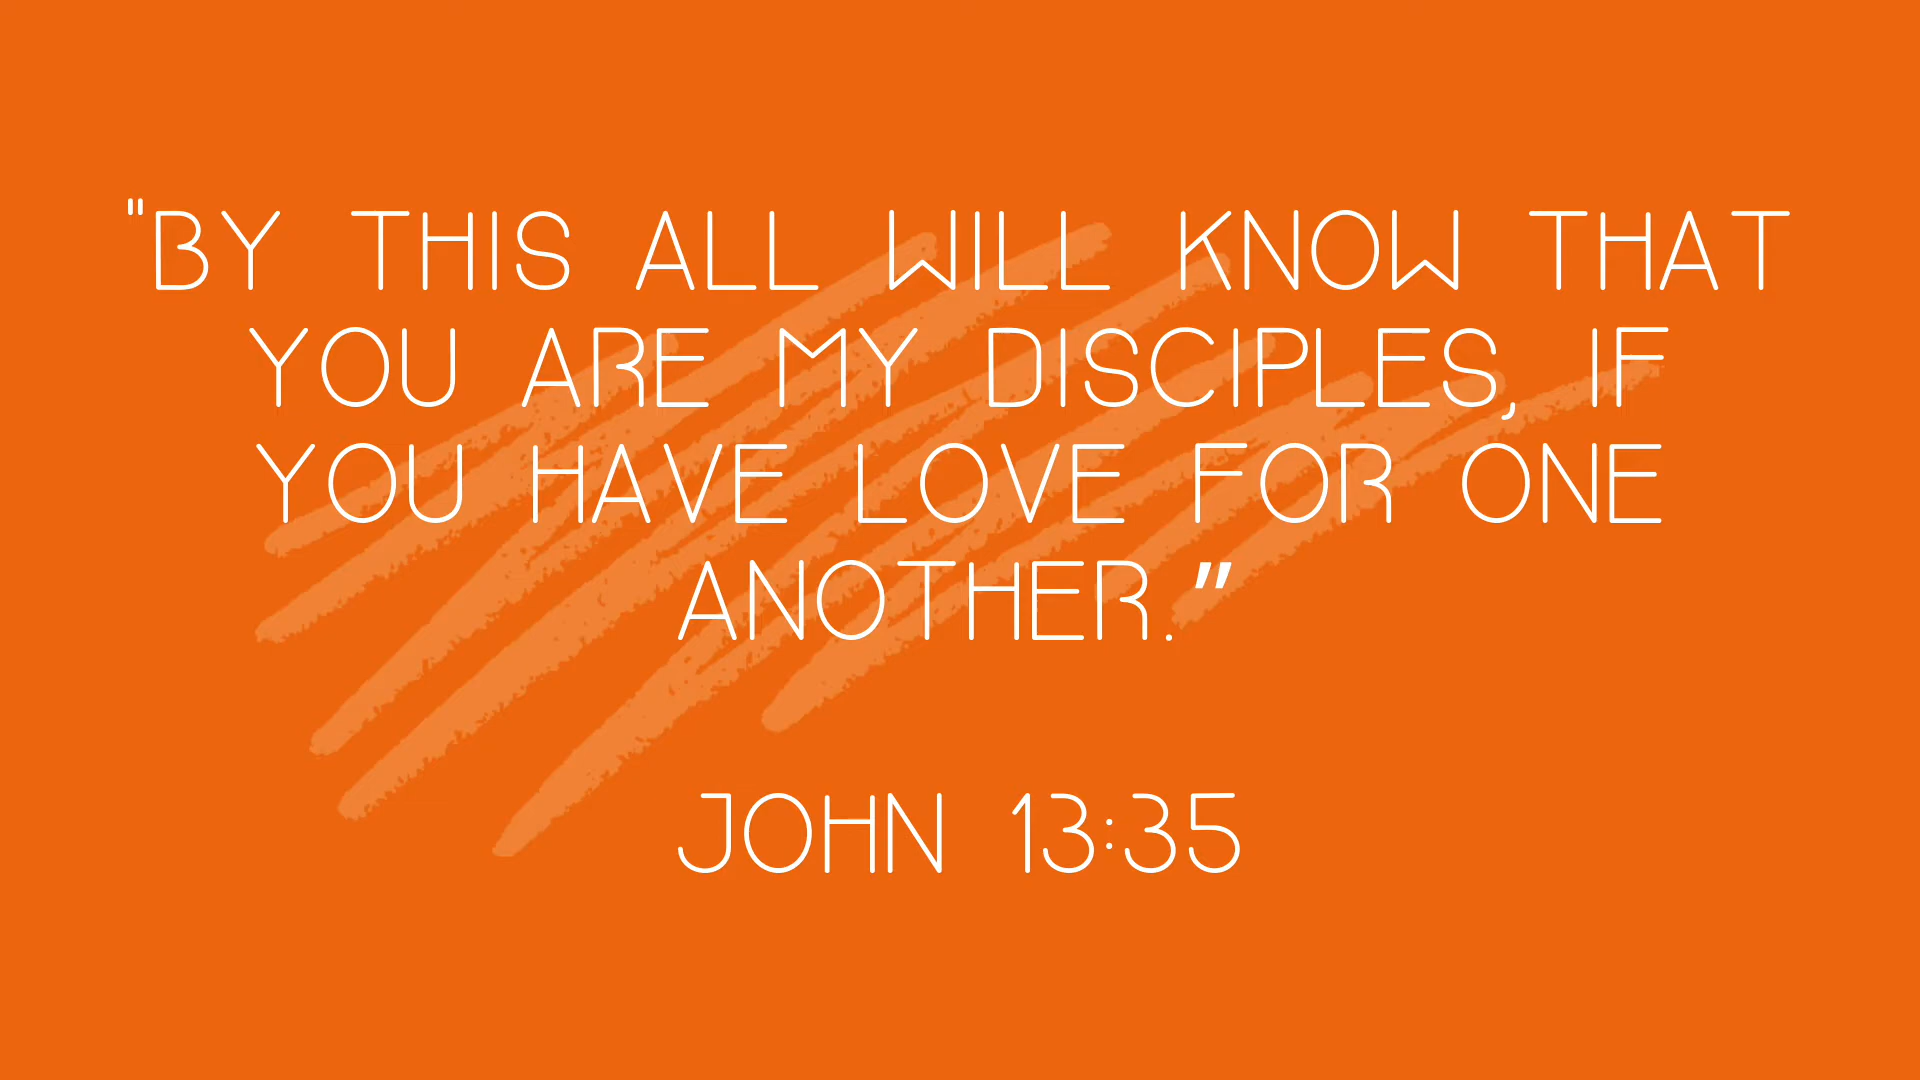 "BY THIS ALL WILL KNOW THAT
YOU ARE MY DISCIPLES, IF
YOU HAVE LOVE FOR ONE
ANOTHER.”
JOHN 13:35